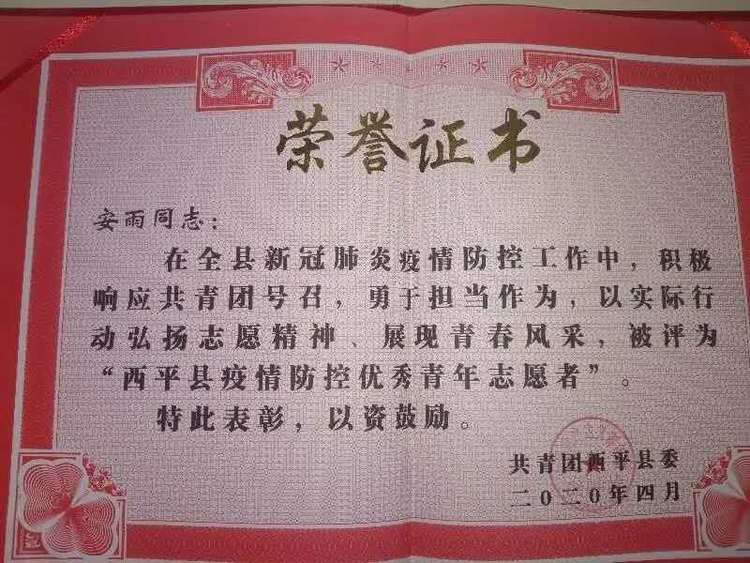 荣誉证书
安雨同志：
在全县新冠肺炎疫情防控工作中，积极
响应共青团号召，勇于担当作为，以实际行
动弘扬志愿精神、展现青春风采，被评为
“西平县疫情防控优秀青年志愿者”。
特此表彰，以资鼓励。
共青团西平县委
二〇二〇年四月